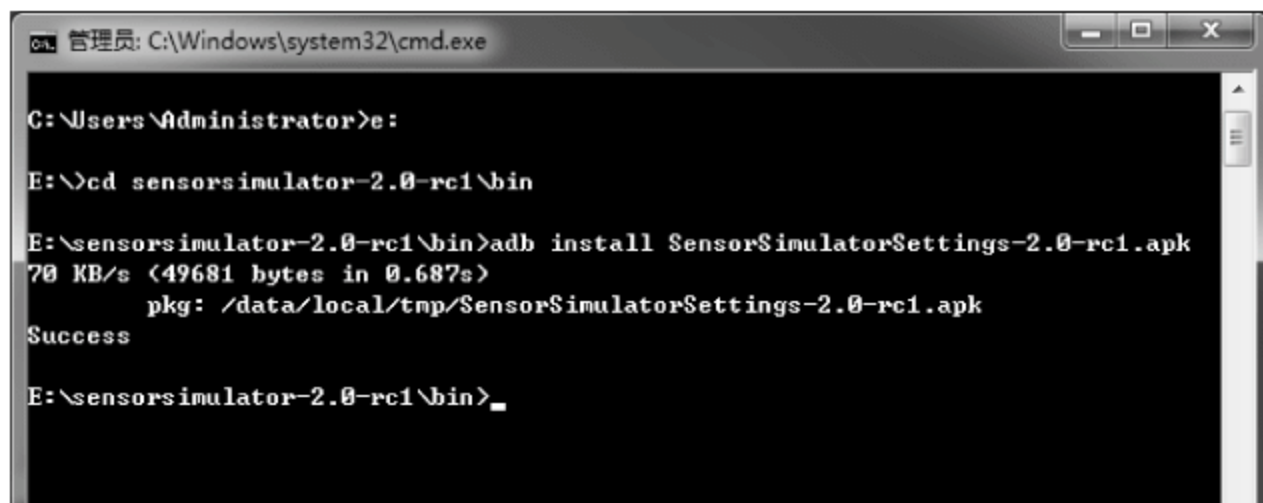 管理员: C:\Windows\system32\cmd.exe
C:\Users\Administrator>e:
E:\>cd sensorsimulator-2.0-rc1\bin
E:\sensorsimulator-2.0-rc1\bin>adb install SensorSimulatorSettings-2.0-rc1.apk
70 KB/s (49681 bytes in 0.687s)
pkg: /data/local/tmp/SensorSimulatorSettings-2.0-rc1.apk
Success
E:\sensorsimulator-2.0-rc1\bin>_